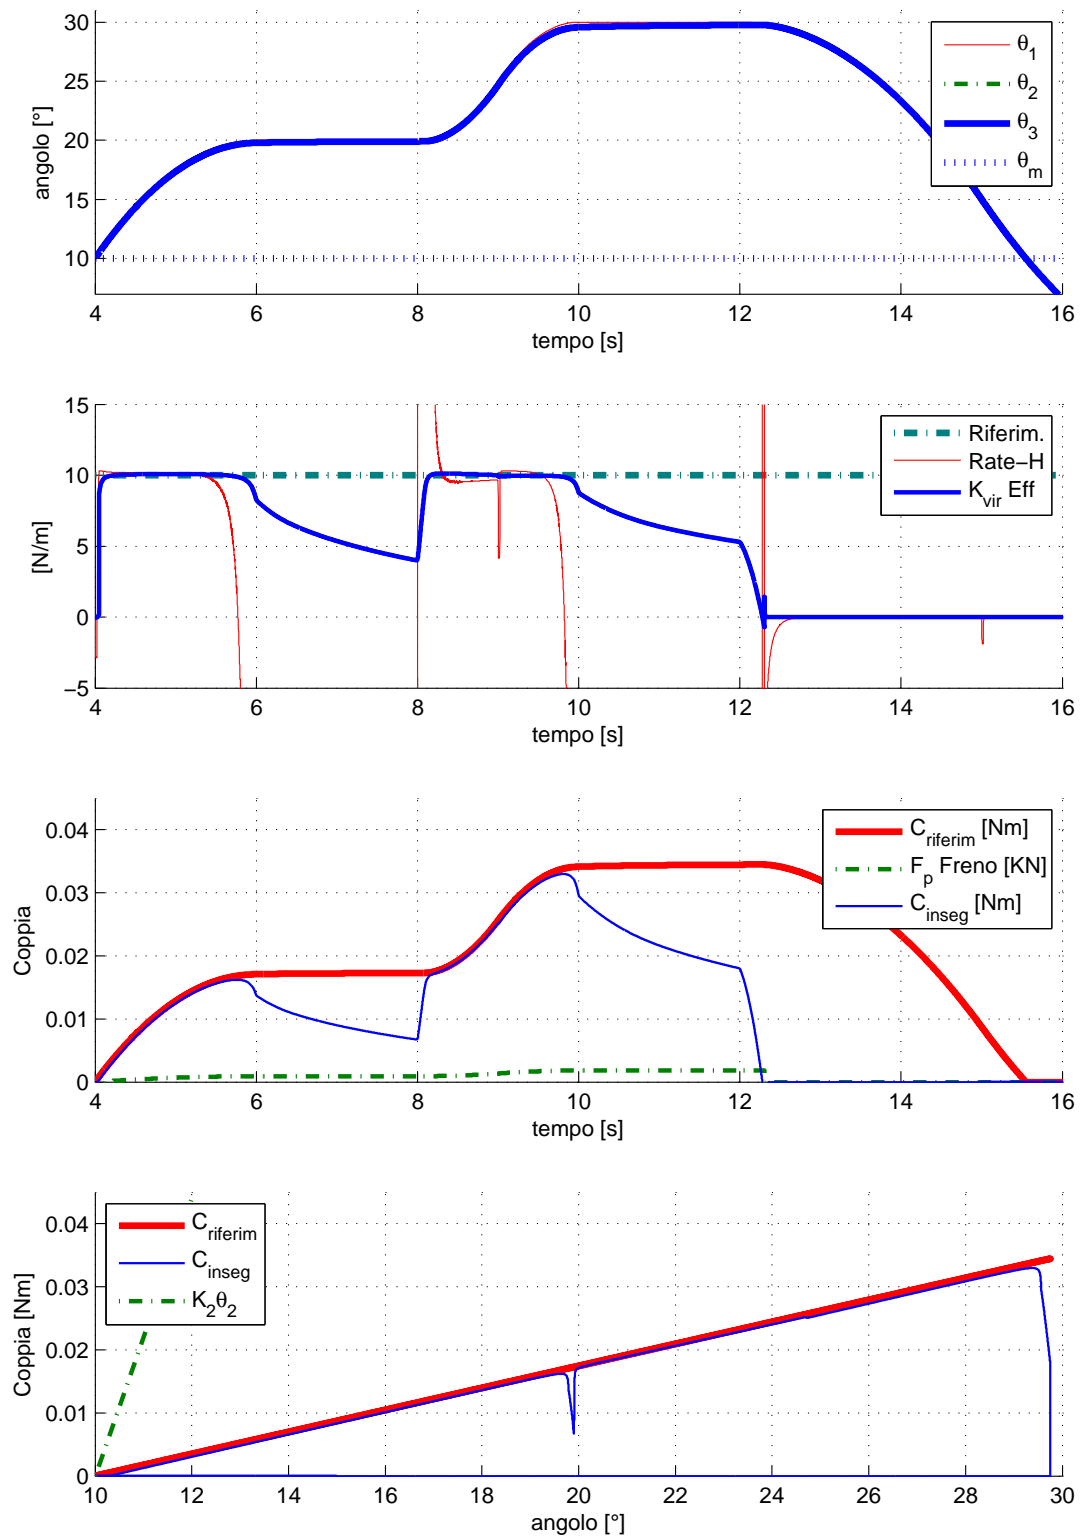 30
25
20
15
10
angolo [°]
θ1
θ2
θ3
θm
4 6 8 10 12 14 16
tempo [s]
15
10
5
0
−5
[N/m]
Riferim.
Rate−H
Kvir Eff
4 6 8 10 12 14 16
tempo [s]
0.04
0.03
0.02
0.01
0
Coppia
Criferim [Nm]
Fp Freno [KN]
Cinseg [Nm]
4 6 8 10 12 14 16
tempo [s]
0.04
0.03
0.02
0.01
0
Coppia [Nm]
Criferim
Cinseg
K2θ2
10 12 14 16 18 20 22 24 26 28 30
angolo [°]